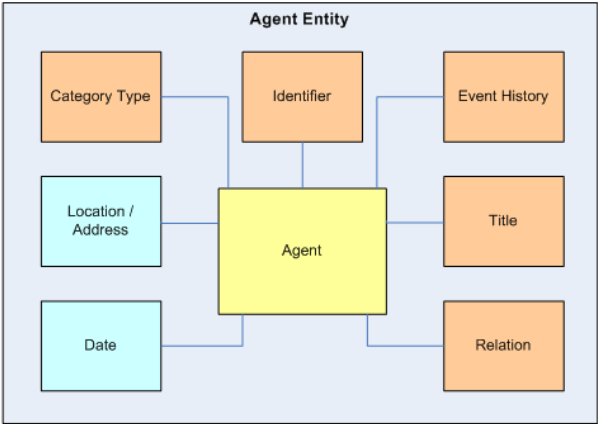 Agent Entity
Category Type
Identifier
Event History
Location /
Address
Agent
Title
Date
Relation